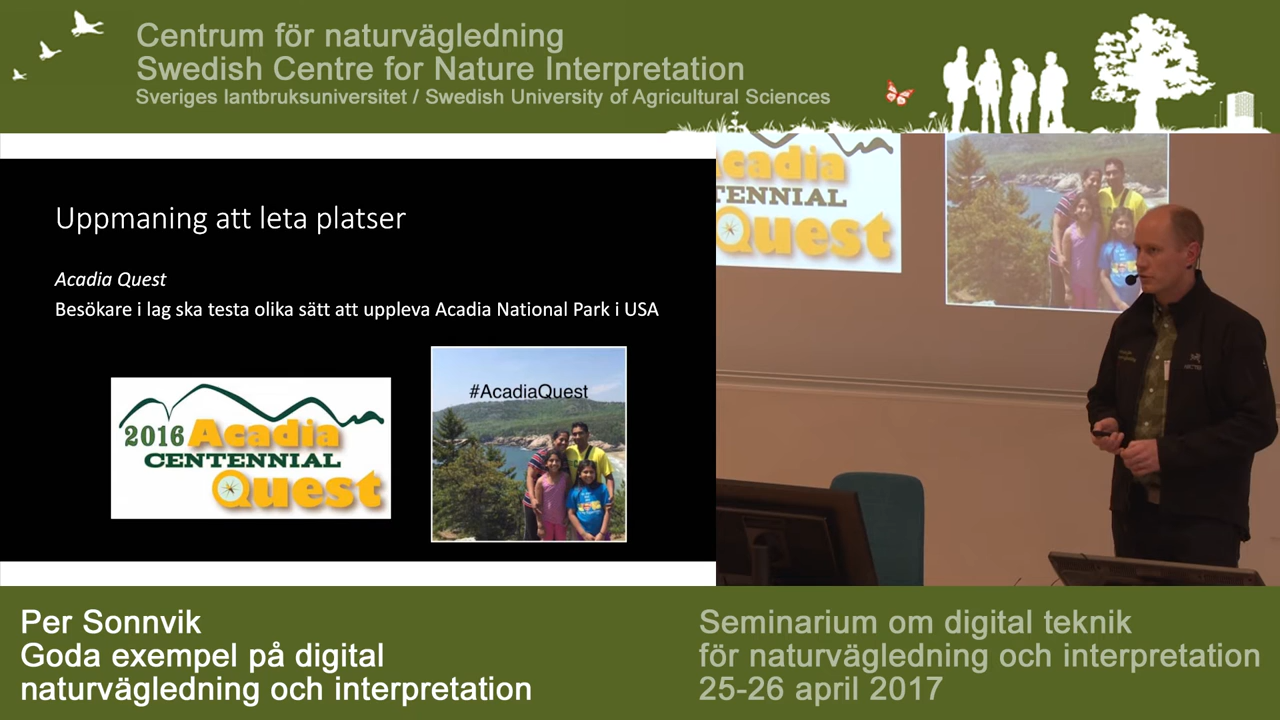 Centrum för naturvägledning
Swedish Centre for Nature Interpretation
Sveriges lantbruksuniversitet / Swedish University of Agricultural Sciences
Uppmaning att leta platser
Acadia Quest
Besökare i lag ska testa olika sätt att uppleva Acadia National Park i USA
2016 Acadia
CENTENNIAL
Quest
#AcadiaQuest
cadia
TENNIAL
Quest
Per Sonnvik
Goda exempel på digital
naturvägledning och interpretation
Seminarium om digital teknik
för naturvägledning och interpretation
25-26 april 2017